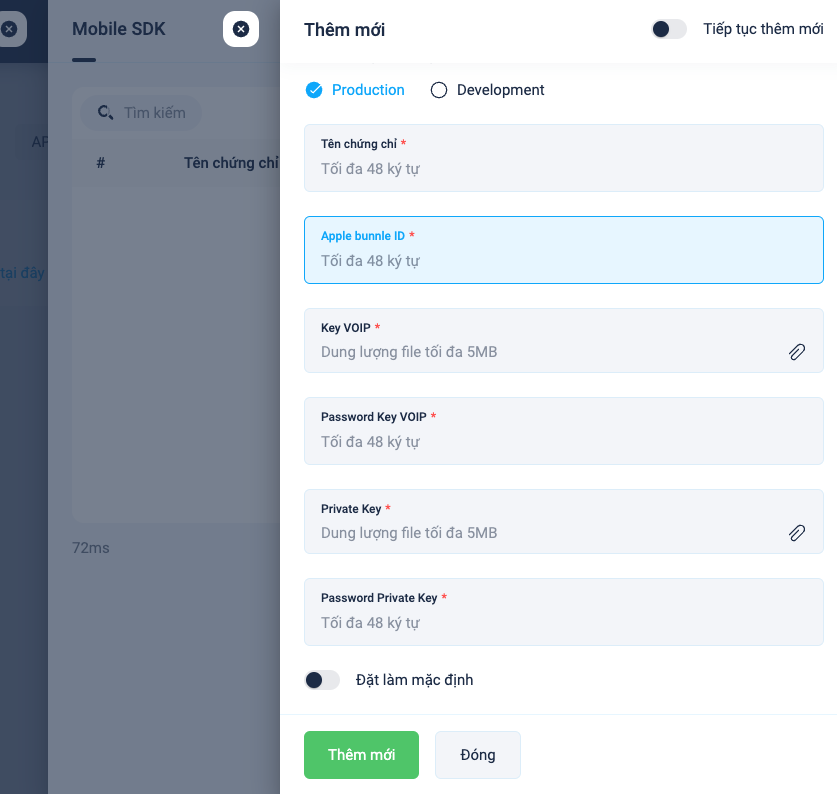 Mobile SDK
Thêm mới
Tiếp tục thêm mới
Production
Development
Tìm kiếm
AP
#
Tên chứng chỉ
tại đây
72ms
Tên chứng chỉ *
Tối đa 48 ký tự
Apple bunnle ID *
Tối đa 48 ký tự
Key VOIP *
Dung lượng file tối đa 5MB
Password Key VOIP *
Tối đa 48 ký tự
Private Key *
Dung lượng file tối đa 5MB
Password Private Key *
Tối đa 48 ký tự
Đặt làm mặc định
Thêm mới
Đóng